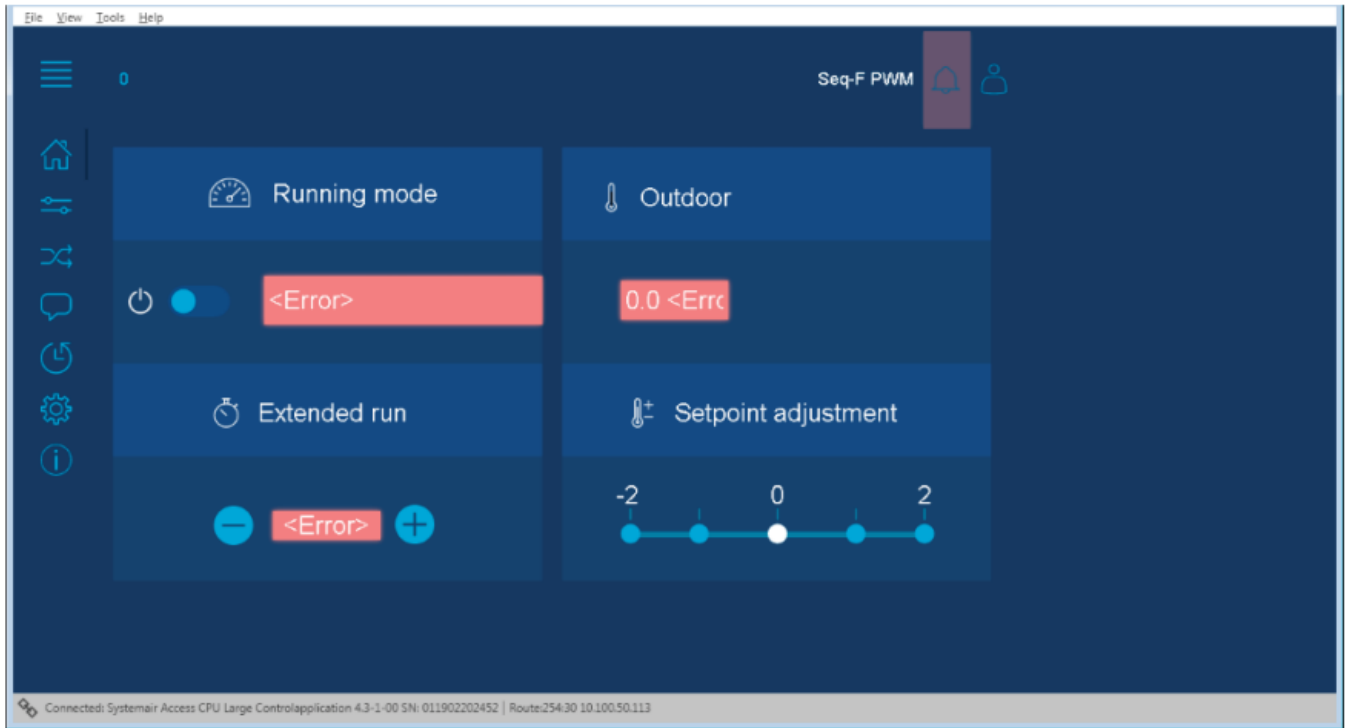 File View Tools Help
0 Seq-F PWM
Running mode
Outdoor
<Error>
0.0 <Errc
Extended run
Setpoint adjustment
<Error>
-2 0 2
Connected: Systemair Access CPU Large Controlapplication 4.3-1-00 SN: 011902202452 | Route:254:30 10.100.50.113